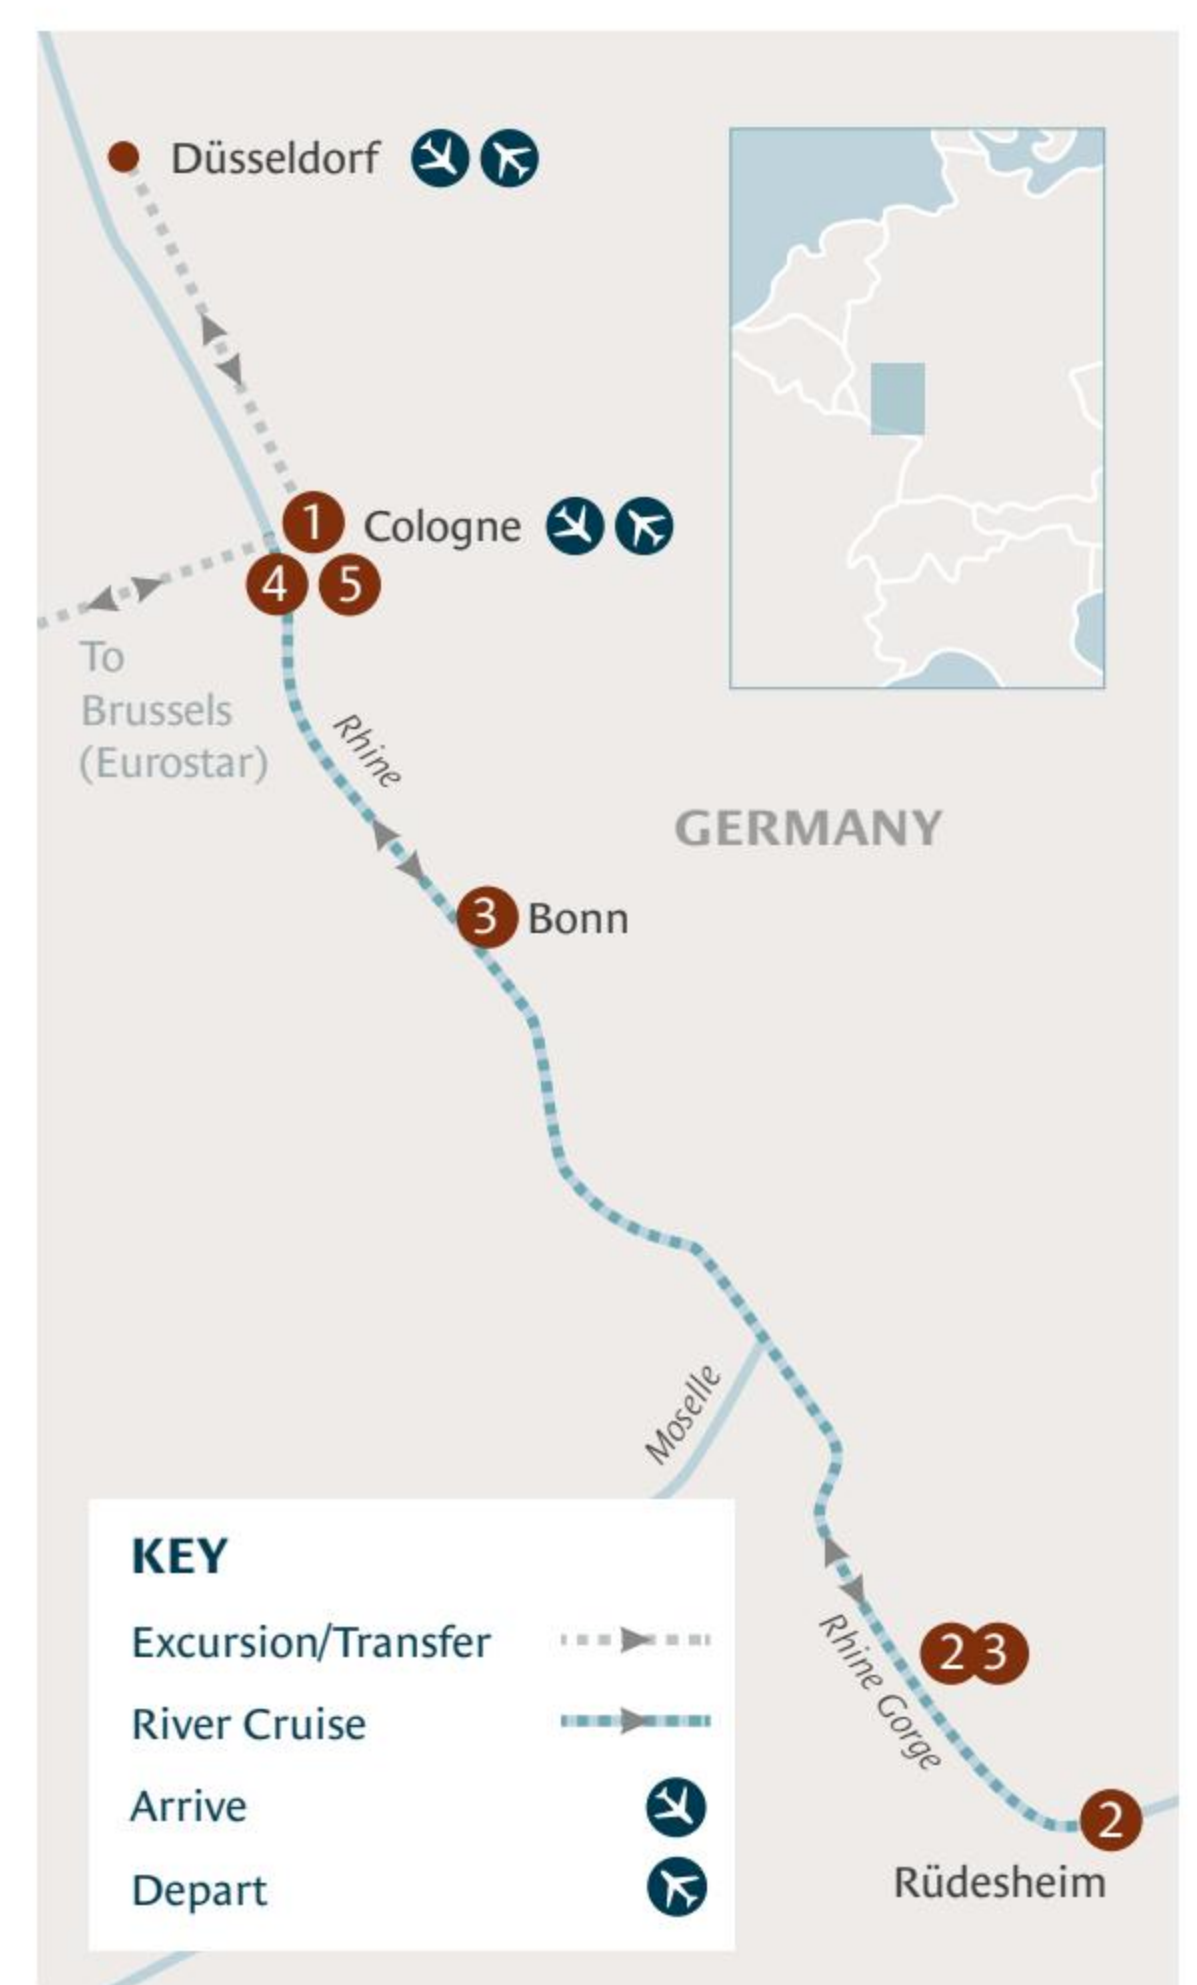 Düsseldorf
1 Cologne
4 5
To
Brussels
(Eurostar)
Rhine
GERMANY
3 Bonn
Moselle
KEY
Excursion/Transfer
River Cruise
Arrive
Depart
2 3
Rhine Gorge
2
Rüdesheim